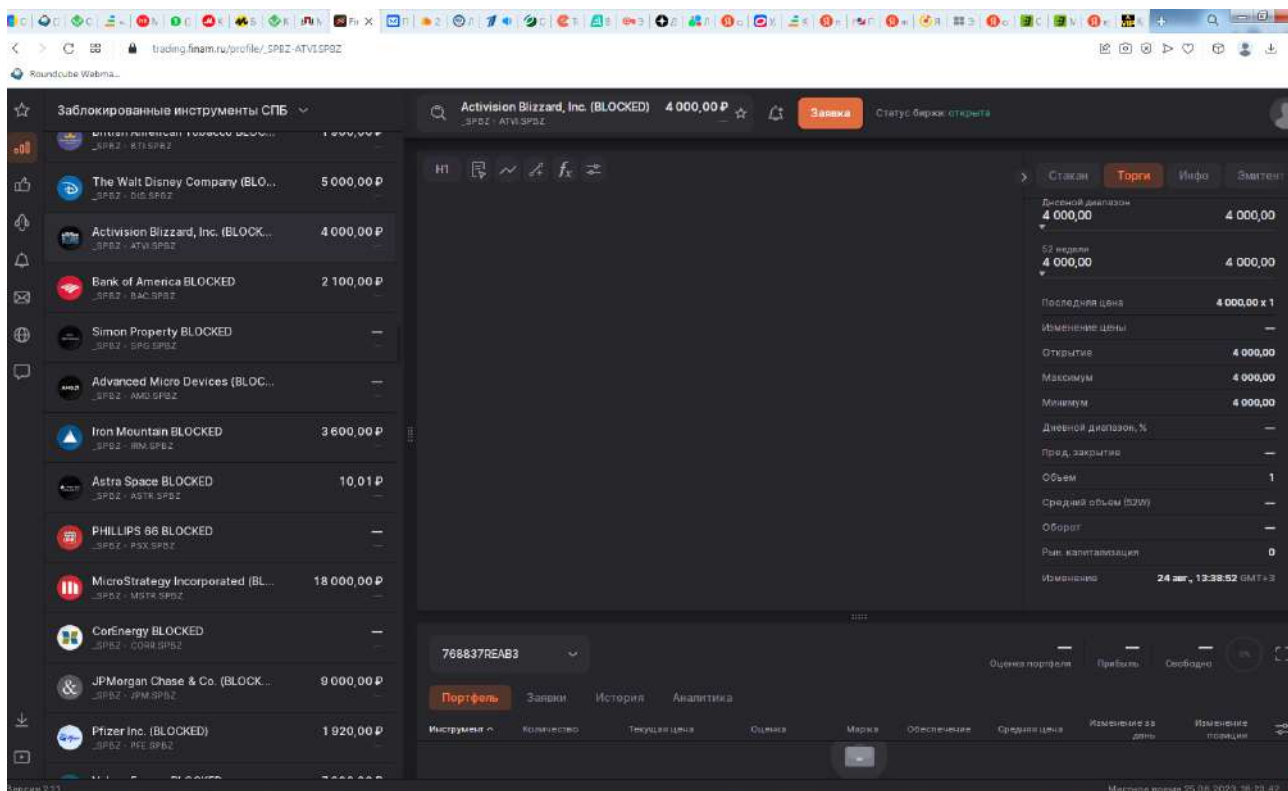 trading.finam.ru/profile/_SPBZ-ATVI.SPBZ
Roundcube Webma...
Заблокированные инструменты СПБ
Activision Blizzard, Inc. (BLOCKED) 4 000,00 ₽
_SPBZ - ATVI.SPBZ
Заявка
Статус биржи: открыта
_SPBZ - BTI.SPBZ
The Walt Disney Company (BLO... 5 000,00 ₽
_SPBZ - DIS.SPBZ
Activision Blizzard, Inc. (BLOCK... 4 000,00 ₽
_SPBZ - ATVI.SPBZ
Bank of America BLOCKED 2 100,00 ₽
_SPBZ - BAC.SPBZ
Simon Property BLOCKED —
_SPBZ - SPG.SPBZ
Advanced Micro Devices (BLOC... —
_SPBZ - AMD.SPBZ
Iron Mountain BLOCKED 3 600,00 ₽
_SPBZ - IRM.SPBZ
Astra Space BLOCKED 10,01 ₽
_SPBZ - ASTR.SPBZ
PHILLIPS 66 BLOCKED —
_SPBZ - PSX.SPBZ
MicroStrategy Incorporated (BL... 18 000,00 ₽
_SPBZ - MSTR.SPBZ
CorEnergy BLOCKED —
_SPBZ - CORR.SPBZ
JPMorgan Chase & Co. (BLOCK... 9 000,00 ₽
_SPBZ - JPM.SPBZ
Pfizer Inc. (BLOCKED) 1 920,00 ₽
_SPBZ - PFE.SPBZ
H1
Стакан Торги Инфо Эмитент
Дневной диапазон
4 000,00 4 000,00
52 недели
4 000,00 4 000,00
Последняя цена 4 000,00 x 1
Изменение цены —
Открытие 4 000,00
Максимум 4 000,00
Минимум 4 000,00
Дневной диапазон, % —
Пред. закрытие —
Объем 1
Средний объем (52W) —
Оборот —
Рын. капитализация 0
Изменение 24 авг., 13:38:52 GMT+3
768837REAB3
Оценка портфеля Прибыль Свободно
Портфель Заявки История Аналитика
Инструмент Количество Текущая цена Оценка Маржа Обеспечение Средняя цена Изменение за день Изменение позиции
Версия 2.11